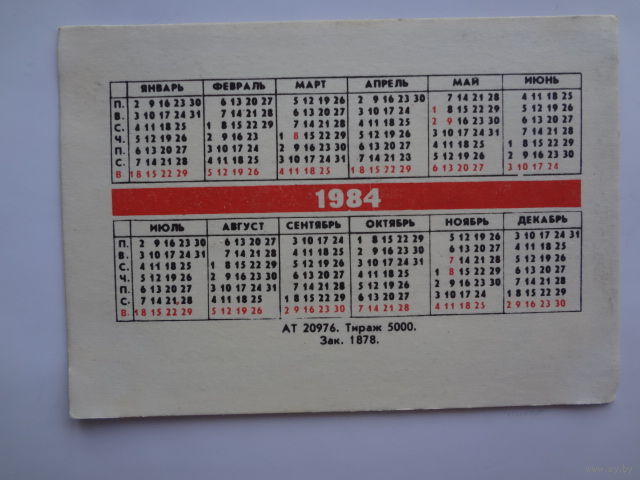 ЯНВАРЬ ФЕВРАЛЬ МАРТ АПРЕЛЬ МАЙ ИЮНЬ
П. 2 9 16 23 30 6 13 20 27 5 12 19 26 2 9 16 23 30 7 14 21 28 4 11 18 25
В. 3 10 17 24 31 7 14 21 28 6 13 20 27 3 10 17 24 1 8 15 22 29 5 12 19 26
С. 4 11 18 25 1 8 15 22 29 7 14 21 28 4 11 18 25 2 9 16 23 30 6 13 20 27
Ч. 5 12 19 26 2 9 16 23 1 8 15 22 29 5 12 19 26 3 10 17 24 31 7 14 21 28
П. 6 13 20 27 3 10 17 24 2 9 16 23 30 6 13 20 27 4 11 18 25 1 8 15 22 29
С. 7 14 21 28 4 11 18 25 3 10 17 24 31 7 14 21 28 5 12 19 26 2 9 16 23 30
В 1 8 15 22 29 5 12 19 26 4 11 18 25 1 8 15 22 29 6 13 20 27 3 10 17 24
1984
ИЮЛЬ АВГУСТ СЕНТЯБРЬ ОКТЯБРЬ НОЯБРЬ ДЕКАБРЬ
П. 2 9 16 23 30 6 13 20 27 3 10 17 24 1 8 15 22 29 5 12 19 26 3 10 17 24 31
В. 3 10 17 24 31 7 14 21 28 4 11 18 25 2 9 16 23 30 6 13 20 27 4 11 18 25
С. 4 11 18 25 1 8 15 22 29 5 12 19 26 3 10 17 24 31 7 14 21 28 5 12 19 26
Ч. 5 12 19 26 2 9 16 23 30 6 13 20 27 4 11 18 25 1 8 15 22 29 6 13 20 27
П. 6 13 20 27 3 10 17 24 31 7 14 21 28 5 12 19 26 2 9 16 23 30 7 14 21 28
С. 7 14 21 28 4 11 18 25 1 8 15 22 29 6 13 20 27 3 10 17 24 1 8 15 22 29
В. 1 8 15 22 29 5 12 19 26 2 9 16 23 30 7 14 21 28 4 11 18 25 2 9 16 23 30
АТ 20976. Тираж 5000.
Зак. 1878.
www.ay.by